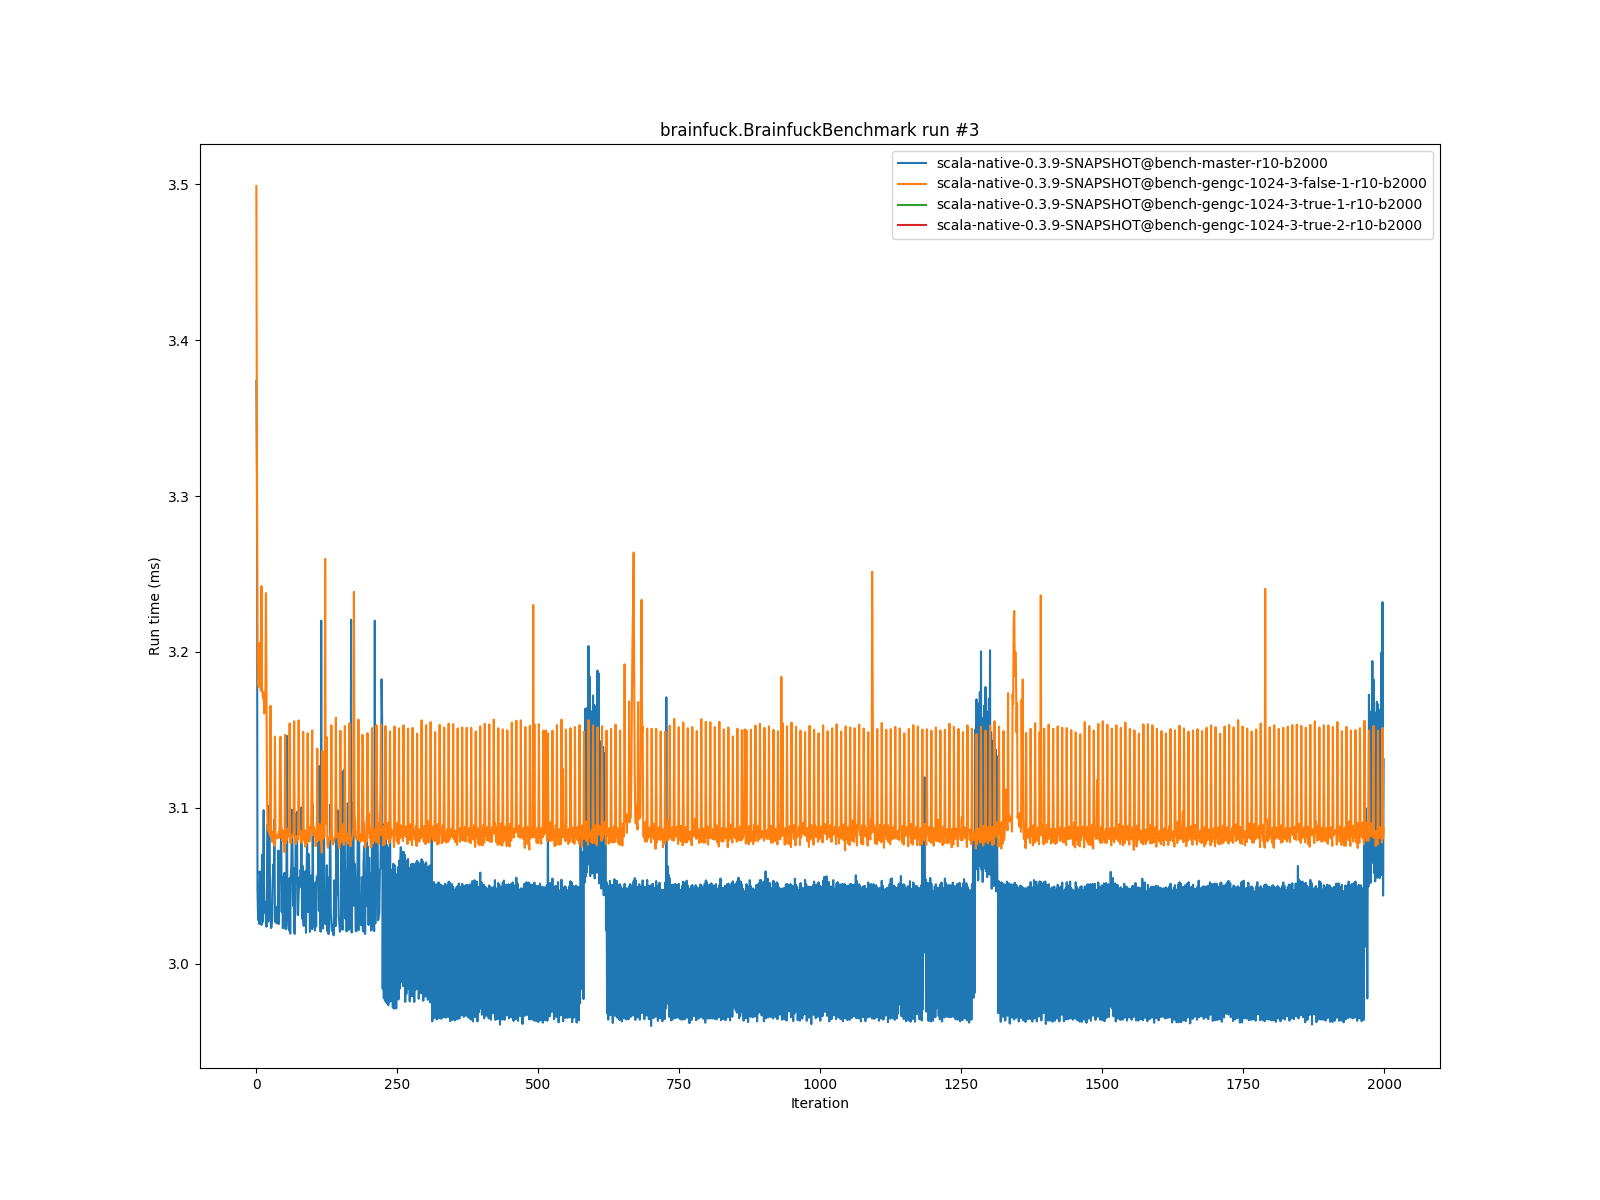 brainfuck.BrainfuckBenchmark run #3
scala-native-0.3.9-SNAPSHOT@bench-master-r10-b2000
scala-native-0.3.9-SNAPSHOT@bench-gengc-1024-3-false-1-r10-b2000
scala-native-0.3.9-SNAPSHOT@bench-gengc-1024-3-true-1-r10-b2000
scala-native-0.3.9-SNAPSHOT@bench-gengc-1024-3-true-2-r10-b2000
3.5
3.4
3.3
3.2
3.1
3.0
Run time (ms)
0 250 500 750 1000 1250 1500 1750 2000
Iteration